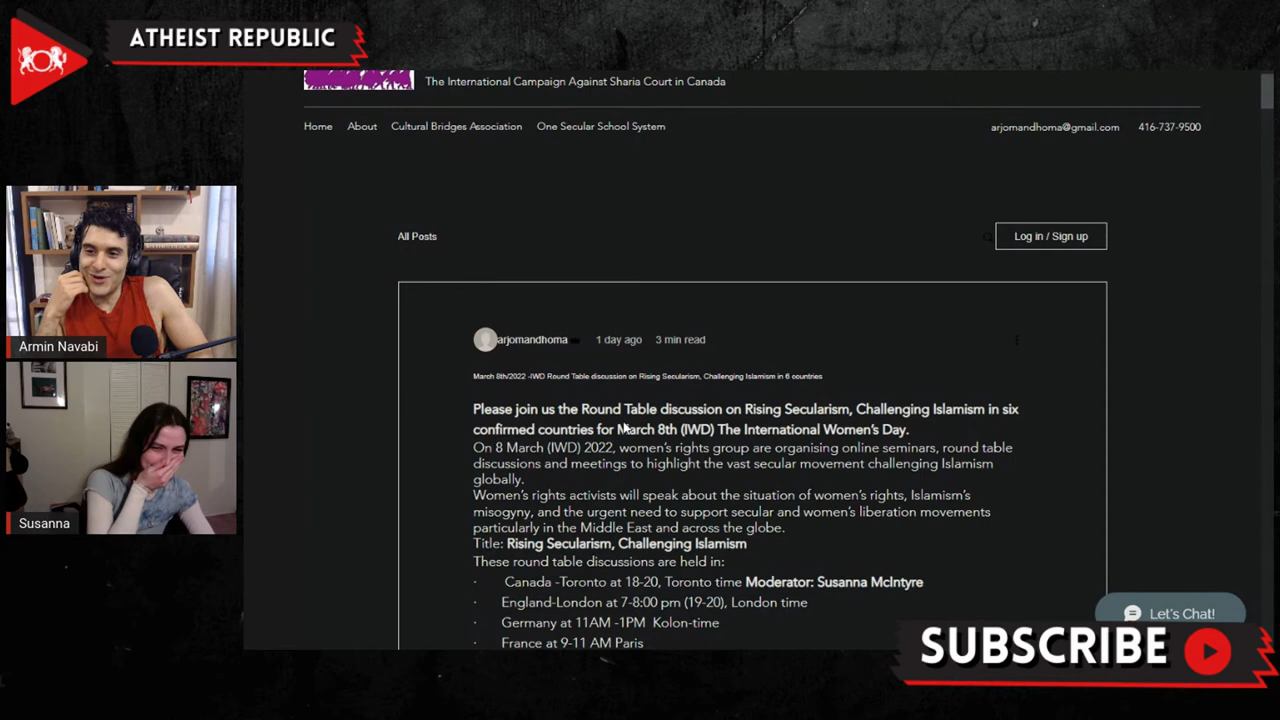 ATHEIST REPUBLIC
The International Campaign Against Sharia Court in Canada
Home About Cultural Bridges Association One Secular School System
arjomandhoma@gmail.com 416-737-9500
All Posts
Log in / Sign up
arjomandhoma 1 day ago 3 min read
March 8th/2022 -IWD Round Table discussion on Rising Secularism, Challenging Islamism in 6 countries
Please join us the Round Table discussion on Rising Secularism, Challenging Islamism in six
confirmed countries for March 8th (IWD) The International Women's Day.
On 8 March (IWD) 2022, women's rights group are organising online seminars, round table
discussions and meetings to highlight the vast secular movement challenging Islamism
globally.
Women's rights activists will speak about the situation of women's rights, Islamism's
misogyny, and the urgent need to support secular and women's liberation movements
particularly in the Middle East and across the globe.
Title: Rising Secularism, Challenging Islamism
These round table discussions are held in:
· Canada -Toronto at 18-20, Toronto time Moderator: Susanna McIntyre
· England-London at 7-8:00 pm (19-20), London time
· Germany at 11AM -1PM Kolon-time
· France at 9-11 AM Paris
Armin Navabi
Susanna
Let's Chat!
SUBSCRIBE